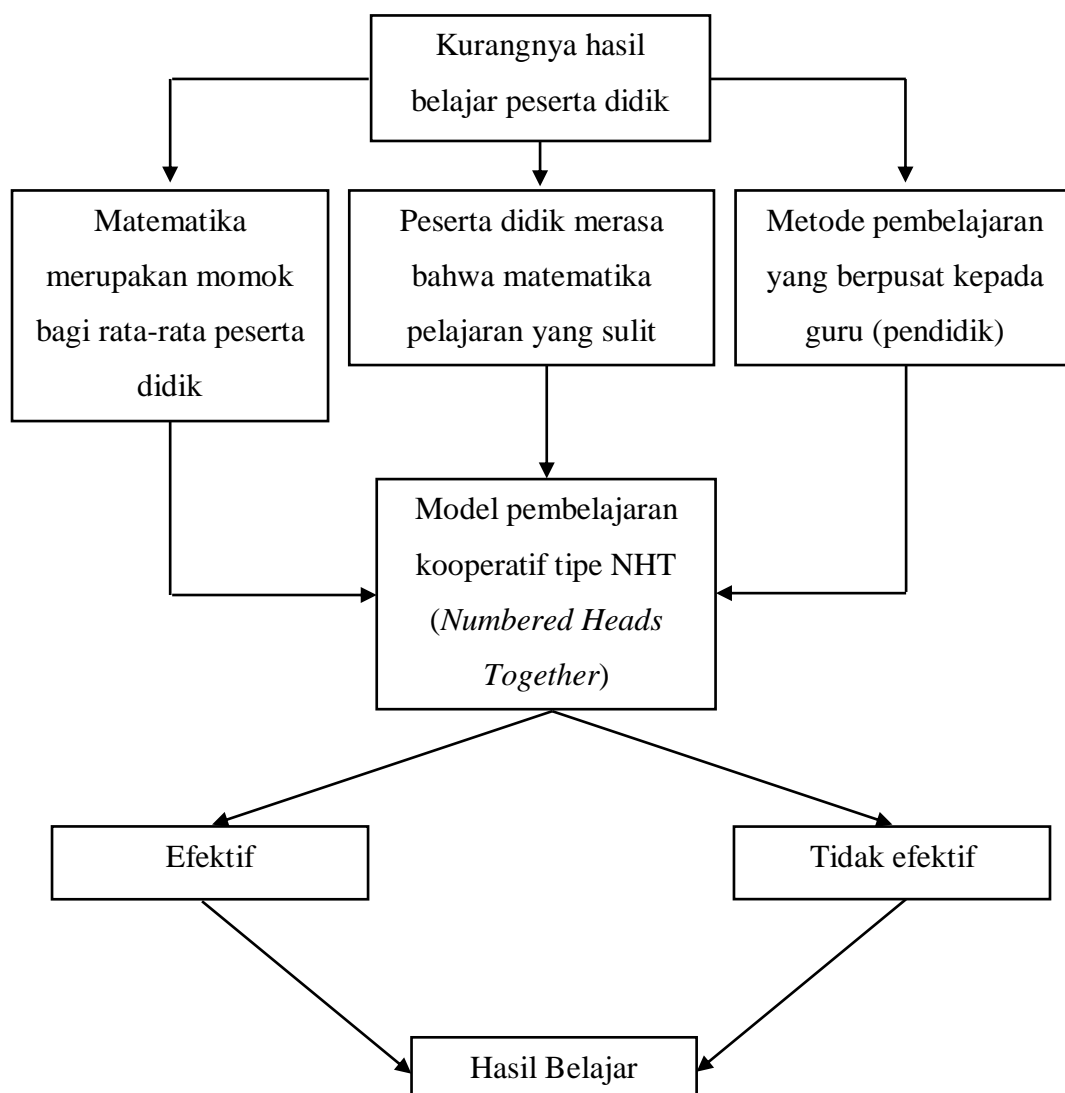 Kurangnya hasil
belajar peserta didik
Matematika
merupakan momok
bagi rata-rata peserta
didik
Peserta didik merasa
bahwa matematika
pelajaran yang sulit
Metode pembelajaran
yang berpusat kepada
guru (pendidik)
Model pembelajaran
kooperatif tipe NHT
(Numbered Heads
Together)
Efektif
Tidak efektif
Hasil Belajar